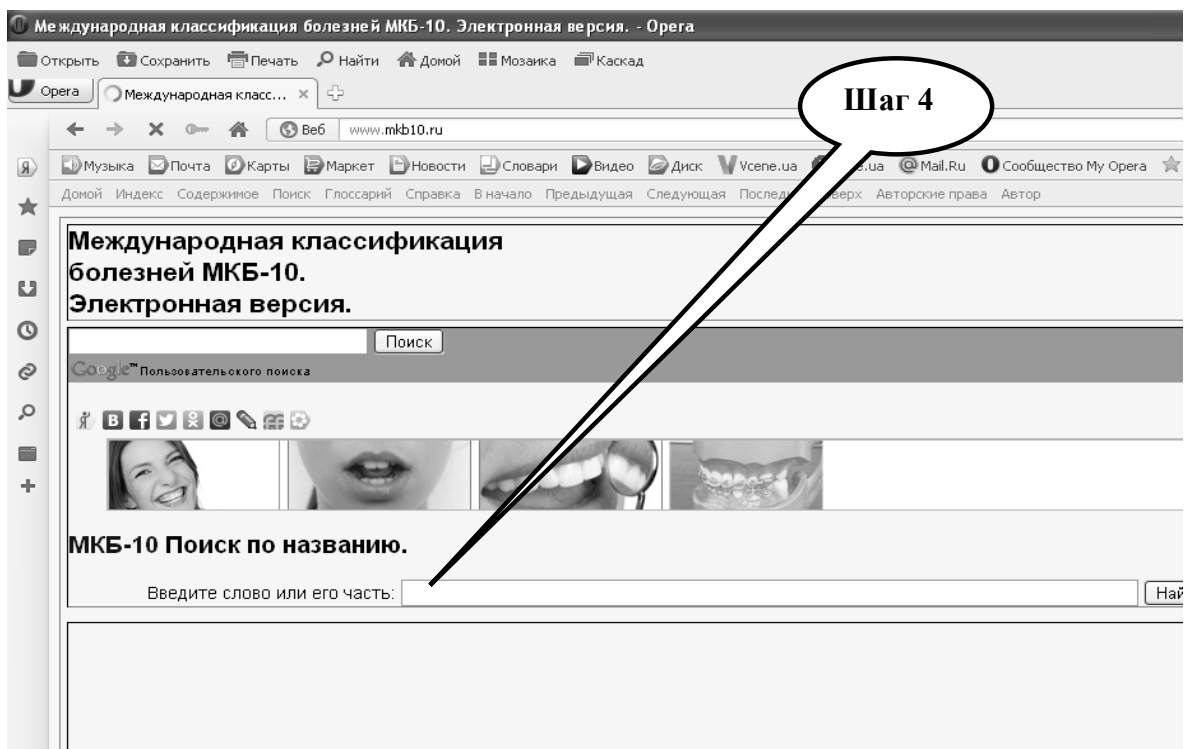 Международная классификация болезней МКБ-10. Электронная версия. - Opera
Открыть Сохранить Печать Найти Домой Мозаика Каскад
Opera Международная класс...
Шаг 4
Веб www.mkb10.ru
Музыка Почта Карты Маркет Новости Словари Видео Диск Vcene.ua .ua Mail.Ru Сообщество My Opera
Домой Индекс Содержимое Поиск Глоссарий Справка В начало Предыдущая Следующая Авторские права Автор
Международная классификация
болезней МКБ-10.
Электронная версия.
Поиск
Google™ Пользовательского поиска
МКБ-10 Поиск по названию.
Введите слово или его часть:
Най